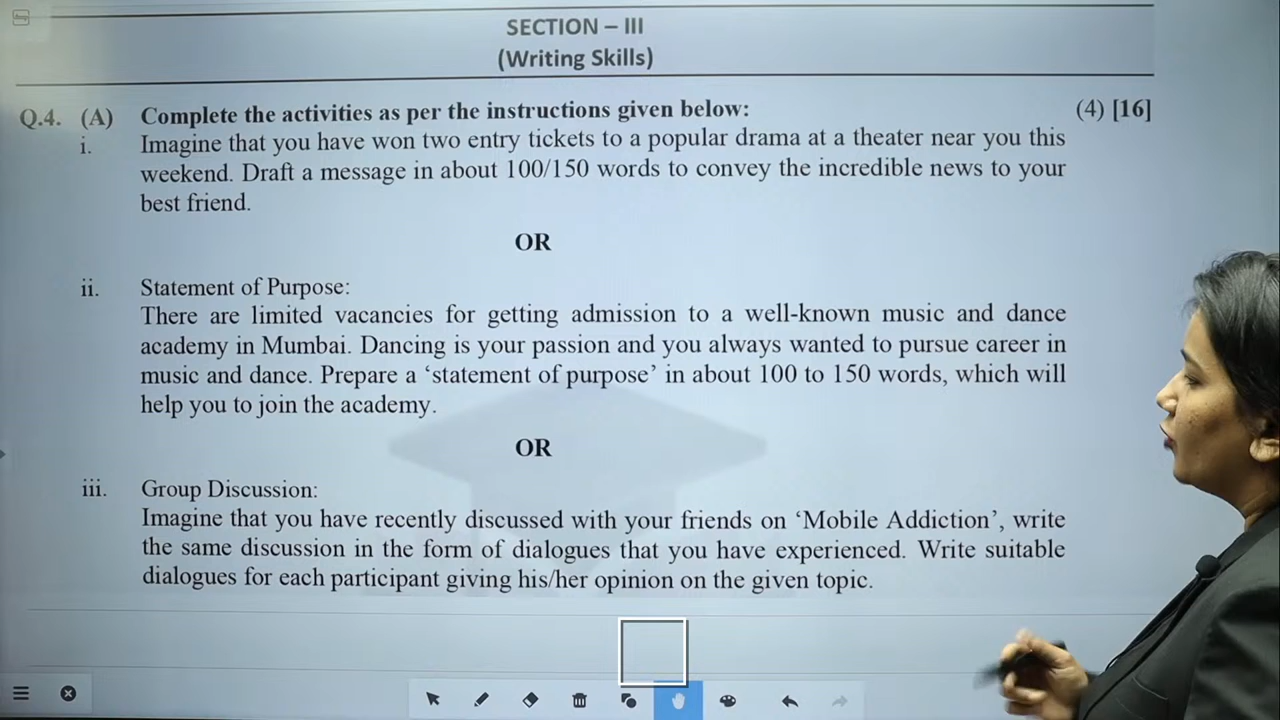 SECTION – III
(Writing Skills)
Q.4. (A) Complete the activities as per the instructions given below: (4) [16]
i. Imagine that you have won two entry tickets to a popular drama at a theater near you this
weekend. Draft a message in about 100/150 words to convey the incredible news to your
best friend.
OR
ii. Statement of Purpose:
There are limited vacancies for getting admission to a well-known music and dance
academy in Mumbai. Dancing is your passion and you always wanted to pursue career in
music and dance. Prepare a ‘statement of purpose’ in about 100 to 150 words, which will
help you to join the academy.
OR
iii. Group Discussion:
Imagine that you have recently discussed with your friends on ‘Mobile Addiction’, write
the same discussion in the form of dialogues that you have experienced. Write suitable
dialogues for each participant giving his/her opinion on the given topic.